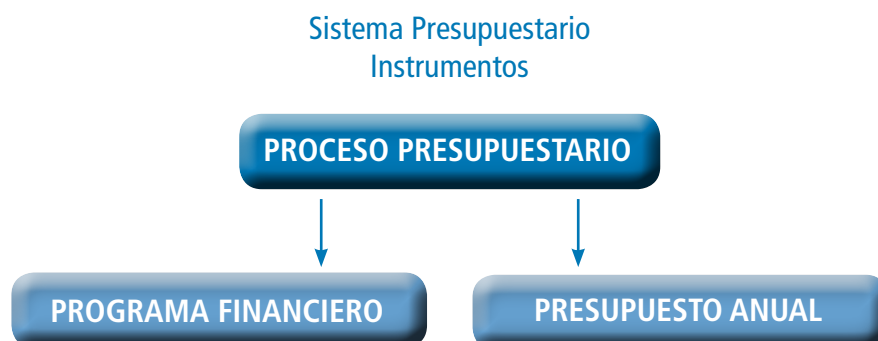 Sistema Presupuestario
Instrumentos
PROCESO PRESUPUESTARIO
PROGRAMA FINANCIERO
PRESUPUESTO ANUAL